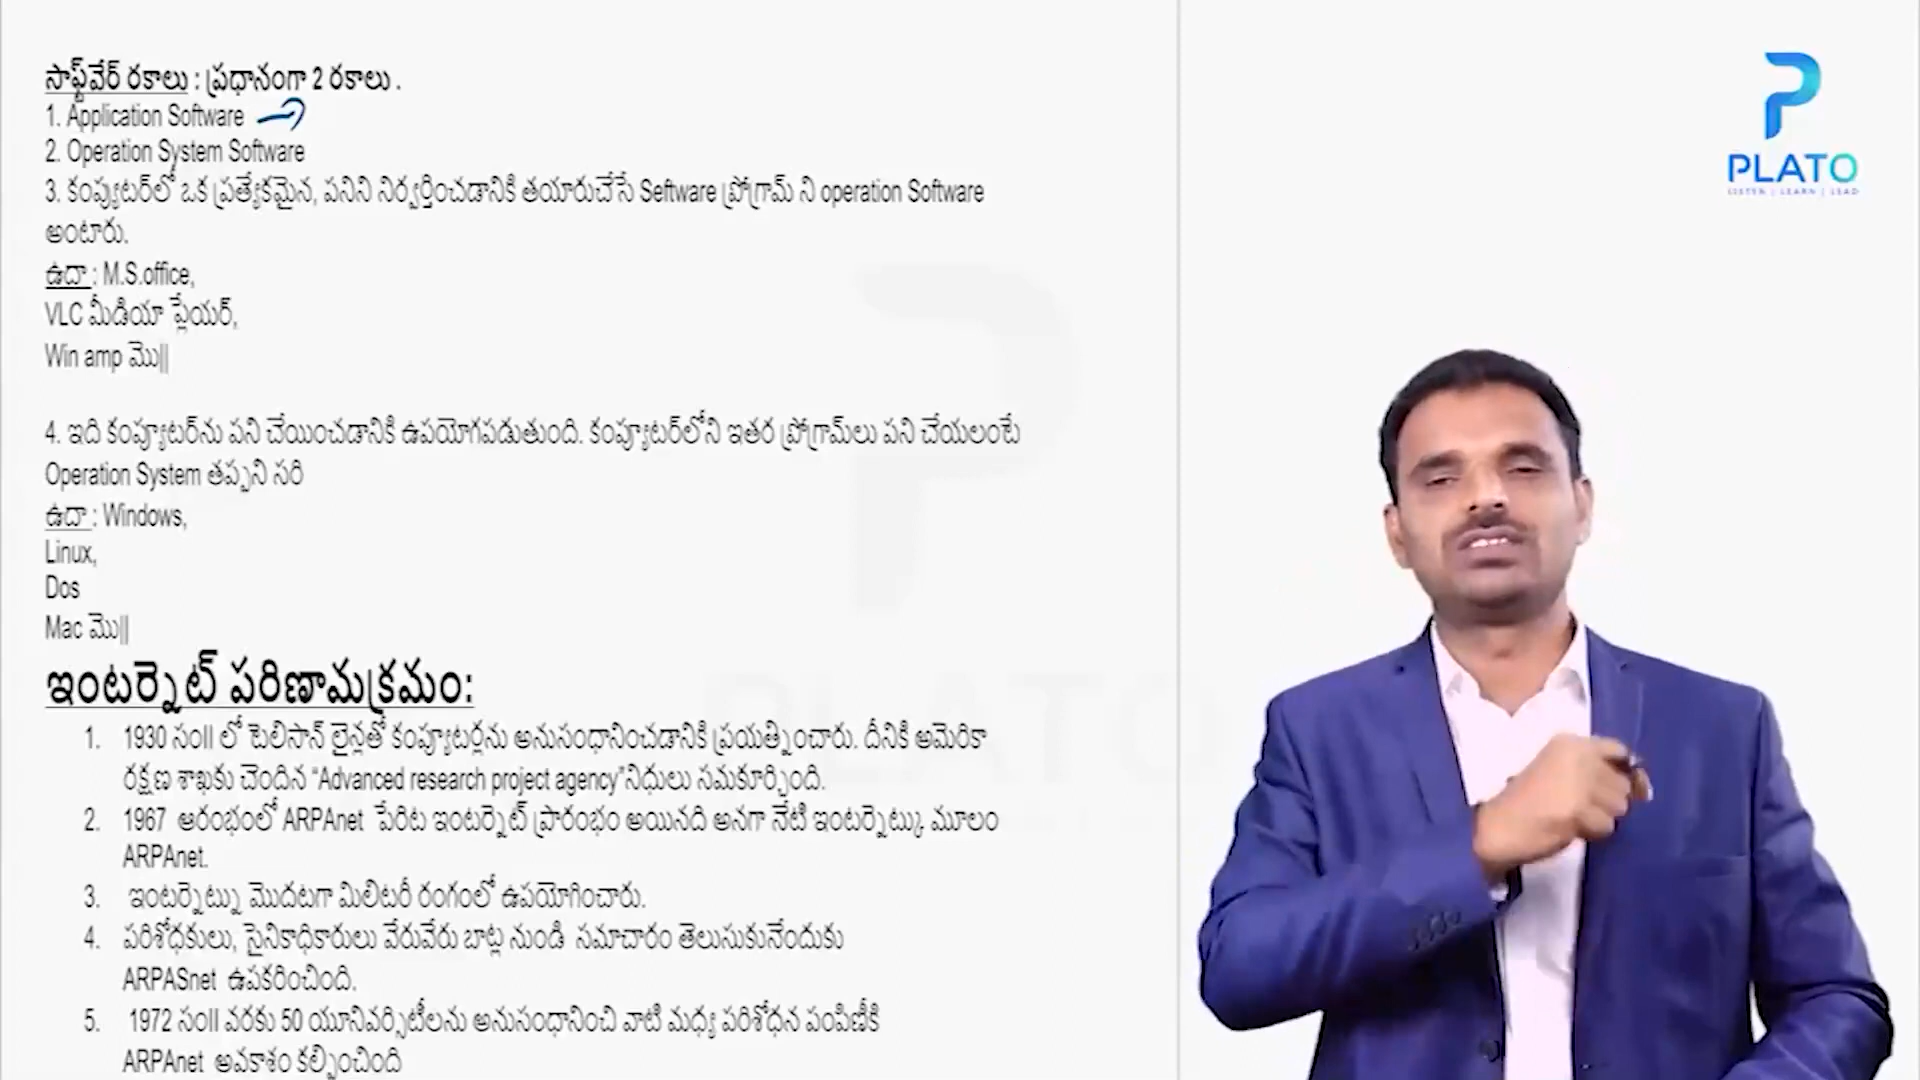 సాఫ్ట్‌వేర్ రకాలు : ప్రధానంగా 2 రకాలు .
1. Application Software
2. Operation System Software
3. కంప్యుటర్‌లో ఒక ప్రత్యేకమైన, పనిని నిర్వర్తించడానికి తయారుచేసే Seftware ప్రోగ్రామ్ ని operation Software
అంటారు.
ఉదా : M.S.office,
VLC మీడియా ప్లేయర్,
Win amp మొ||
4. ఇది కంప్యూటర్‌ను పని చేయించడానికి ఉపయోగపడుతుంది. కంప్యూటర్‌లోని ఇతర ప్రోగ్రామ్‌లు పని చేయలంటే
Operation System తప్పని సరి
ఉదా : Windows,
Linux,
Dos
Mac మొ||
ఇంటర్నెట్ పరిణామక్రమం:
1. 1930 సం|| లో టెలిసాన్ లైన్లతో కంప్యూటర్లను అనుసంధానించడానికి ప్రయత్నించారు. దీనికి అమెరికా
రక్షణ శాఖకు చెందిన “Advanced research project agency”నిధులు సమకూర్చింది.
2. 1967 ఆరంభంలో ARPAnet పేరిట ఇంటర్నెట్ ప్రారంభం అయినది అనగా నేటి ఇంటర్నెట్కు మూలం
ARPAnet.
3. ఇంటర్నెట్ను మొదటగా మిలిటరీ రంగంలో ఉపయోగించారు.
4. పరిశోధకులు, సైనికాధికారులు వేరువేరు బాట్ల నుండి సమాచారం తెలుసుకునేందుకు
ARPASnet ఉపకరించింది.
5. 1972 సం|| వరకు 50 యూనివర్సిటీలను అనుసంధానించి వాటి మధ్య పరిశోధన పంపిణీకి
ARPAnet అవకాశం కల్పించింది
PLATO
LISTEN | LEARN | LEAD
PLATO